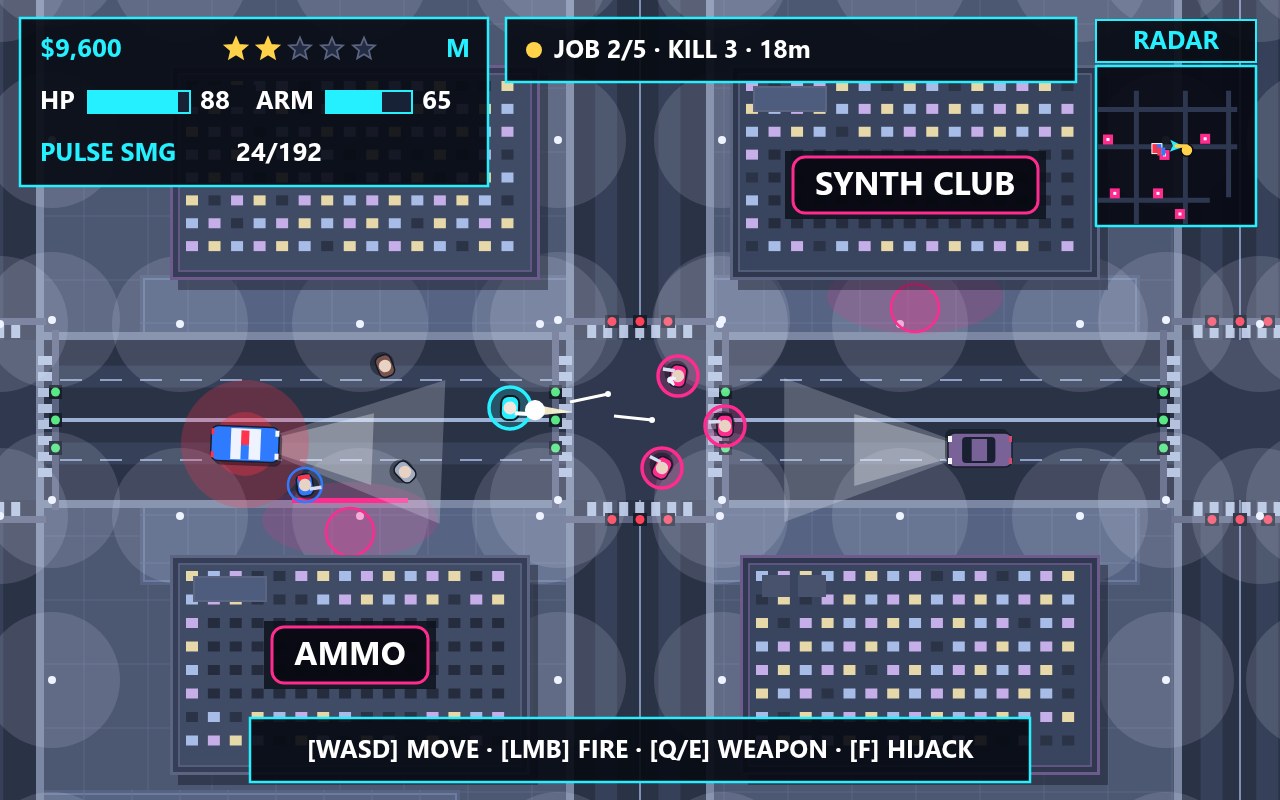 $9,600 M
HP 88 ARM 65
PULSE SMG 24/192
JOB 2/5 · KILL 3 · 18m
RADAR
SYNTH CLUB
AMMO
[WASD] MOVE · [LMB] FIRE · [Q/E] WEAPON · [F] HIJACK